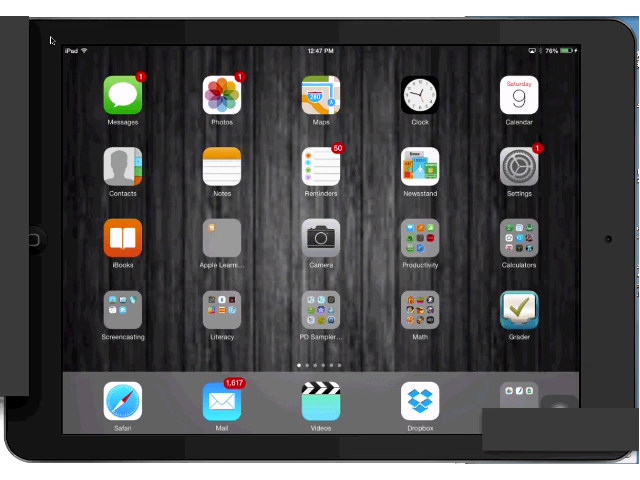 iPad 12:47 PM 76%
1 1
Messages Photos Maps Clock Saturday 9 Calendar
280
50 1
Contacts Notes Reminders Newsstand Settings
iBooks Apple Learni... Camera Productivity Calculators
Screencasting Literacy PD Sampler... Math Grader
1,617
Safari Mail Videos Dropbox